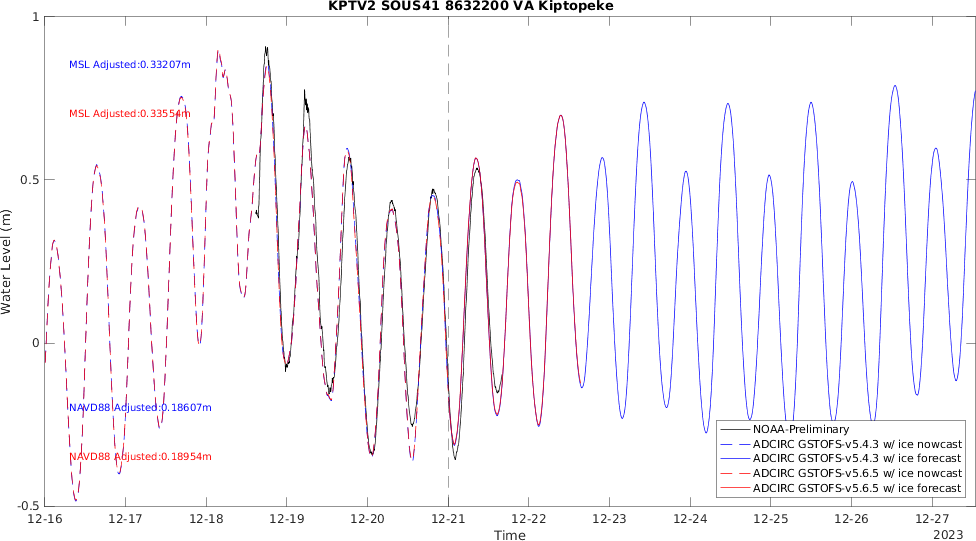 KPTV2 SOUS41 8632200 VA Kiptopeke
1
MSL Adjusted:0.33207m
MSL Adjusted:0.33554m
0.5
Water Level (m)
0
NAVD88 Adjusted:0.18607m
NAVD88 Adjusted:0.18954m
-0.5
NOAA-Preliminary
ADCIRC GSTOFS-v5.4.3 w/ ice nowcast
ADCIRC GSTOFS-v5.4.3 w/ ice forecast
ADCIRC GSTOFS-v5.6.5 w/ ice nowcast
ADCIRC GSTOFS-v5.6.5 w/ ice forecast
12-16 12-17 12-18 12-19 12-20 12-21 12-22 12-23 12-24 12-25 12-26 12-27
Time
2023